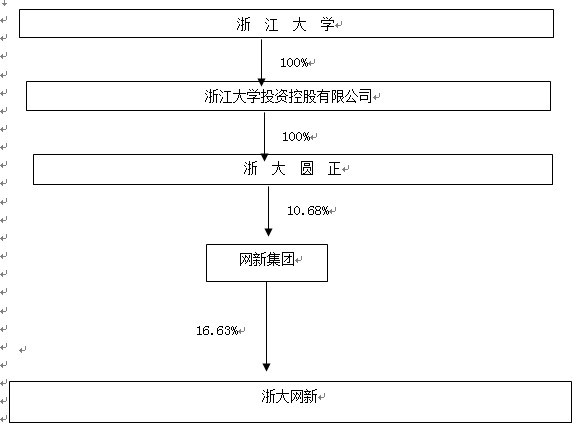 浙 江 大 学
100%
浙江大学投资控股有限公司
100%
浙 大 圆 正
10.68%
网新集团
16.63%
浙大网新